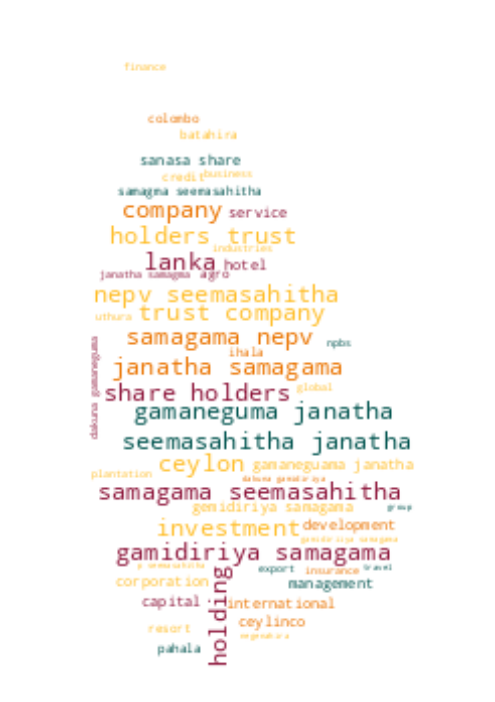 finance
colombo
batahira
sanasa share
credit business
samagma seemasahitha
company service
holders trust
industries
lanka hotel
janatha samagma agro
nepv seemasahitha
uthura trust company
samagama nepv npbs
ihala
janatha samagama
dakuna gamaneguma
share holders global
gamaneguma janatha
seemasahitha janatha
ceylon gamaneguama janatha
plantation dakuna gamidiriya
samagama seemasahitha
gemidiriya samagama group
investment development
gamidiriya samagama
gamidiriya samagama
p seemasahitha export insurance travel
corporation management
holding
capital international
resort ceylinco
pahala